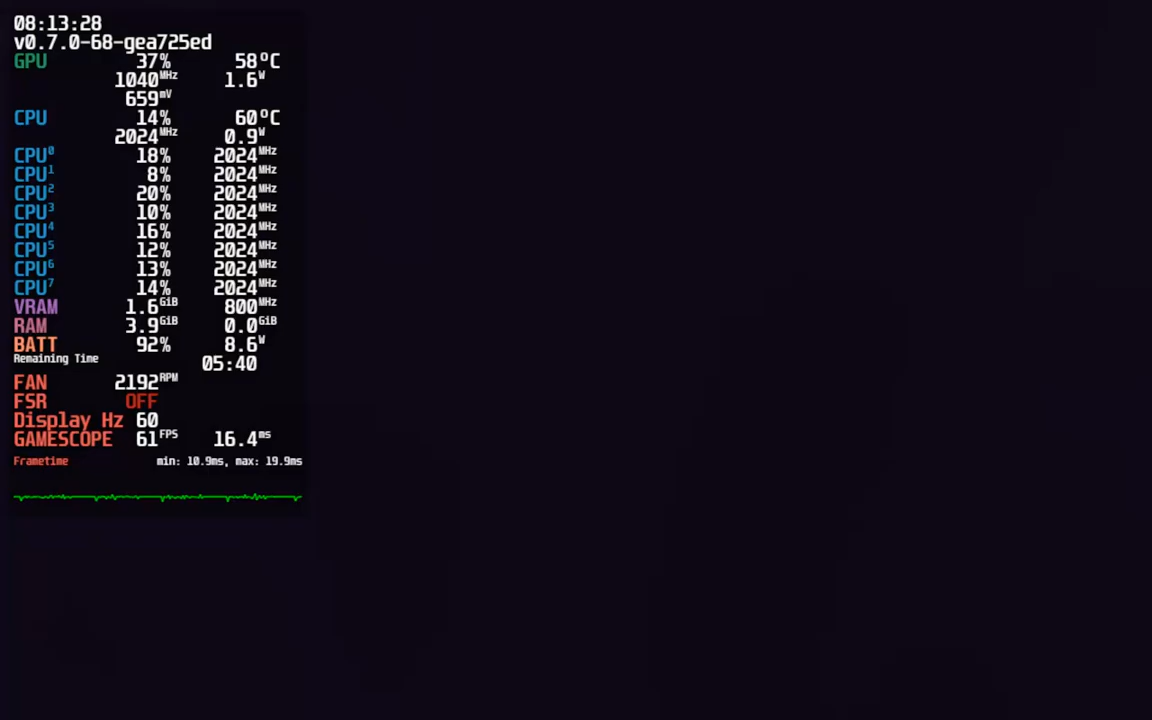 08:13:28
v0.7.0-68-gea725ed
GPU 37% 58°C
1040MHz 1.6W
659mV
CPU 14% 60°C
2024MHz 0.9W
CPU0 18% 2024MHz
CPU1 8% 2024MHz
CPU2 20% 2024MHz
CPU3 10% 2024MHz
CPU4 16% 2024MHz
CPU5 12% 2024MHz
CPU6 13% 2024MHz
CPU7 14% 2024MHz
VRAM 1.6GiB 800MHz
RAM 3.9GiB 0.0GiB
BATT 92% 8.6W
Remaining Time 05:40
FAN 2192RPM
FSR OFF
Display Hz 60
GAMESCOPE 61FPS 16.4ms
Frametime min: 10.9ms, max: 19.9ms